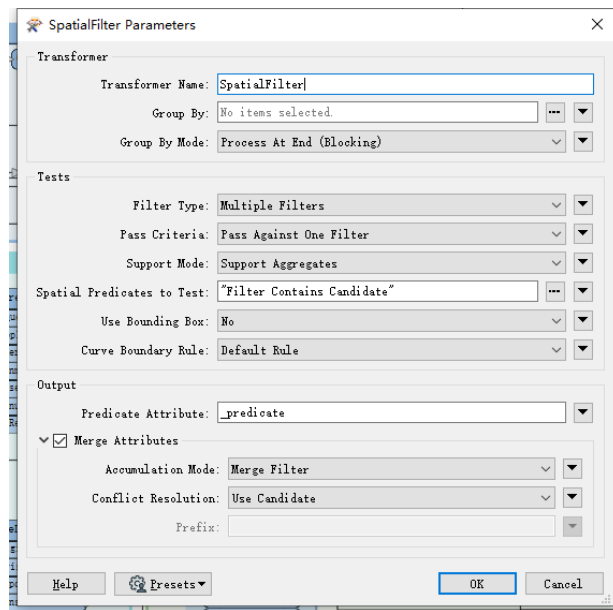 SpatialFilter Parameters
Transformer
Transformer Name: SpatialFilter
Group By: No items selected.
Group By Mode: Process At End (Blocking)
Tests
Filter Type: Multiple Filters
Pass Criteria: Pass Against One Filter
Support Mode: Support Aggregates
Spatial Predicates to Test: "Filter Contains Candidate"
Use Bounding Box: No
Curve Boundary Rule: Default Rule
Output
Predicate Attribute: _predicate
Merge Attributes
Accumulation Mode: Merge Filter
Conflict Resolution: Use Candidate
Prefix:
Help Presets OK Cancel